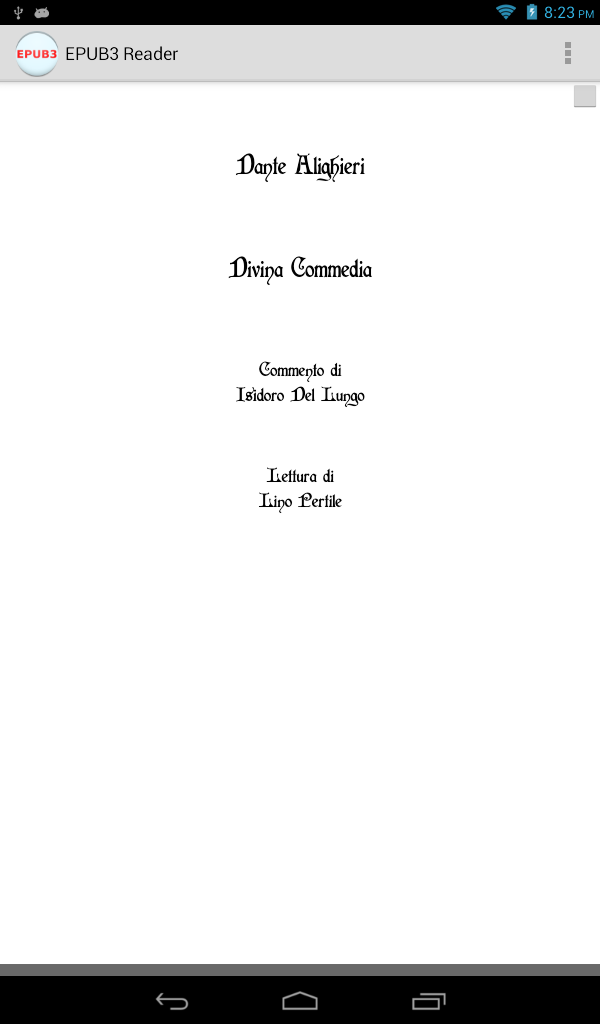 8:23 PM
EPUB3 EPUB3 Reader
Dante Alighieri
Divina Commedia
Commento di
Isidoro Del Lungo
Lettura di
Lino Pertile